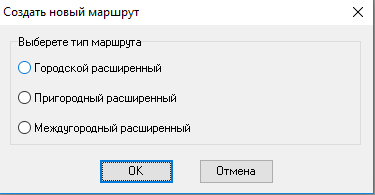 Создать новый маршрут
Выберете тип маршрута
Городской расширенный
Пригородный расширенный
Междугородный расширенный
OK
Отмена